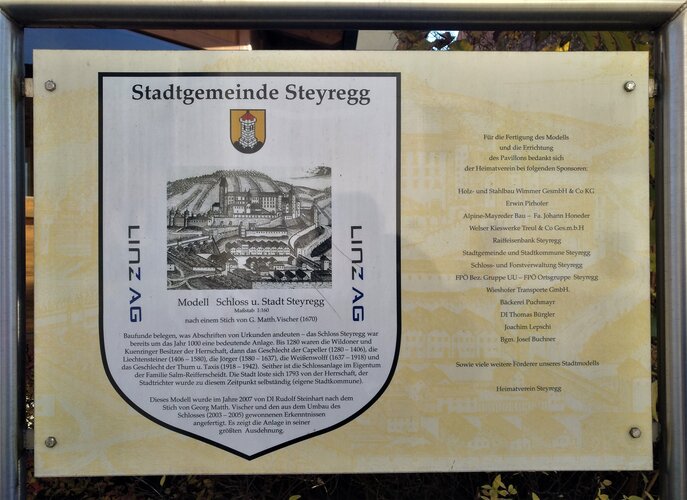 Stadtgemeinde Steyregg
LINZ AG
LINZ AG
Modell Schloss u. Stadt Steyregg
Maßstab 1:160
nach einem Stich von G. Matth.Vischer (1670)
Baufunde belegen, was Abschriften von Urkunden andeuten – das Schloss Steyregg war
bereits um das Jahr 1000 eine bedeutende Anlage. Bis 1280 waren die Wildoner und
Kuenringer Besitzer der Herrschaft, dann das Geschlecht der Capeller (1280 – 1406), die
Liechtensteiner (1406 – 1580), die Jörger (1580 – 1637), die Weißenwolff (1637 – 1918) und
das Geschlecht der Thurn u. Taxis (1918 – 1942). Seither ist die Schlossanlage im Eigentum
der Familie Salm-Reifferscheidt. Die Stadt löste sich 1793 von der Herrschaft, der
Stadtrichter wurde zu diesem Zeitpunkt selbständig (eigene Stadtkommune).
Dieses Modell wurde im Jahre 2007 von DI Rudolf Steinhart nach dem
Stich von Georg Matth. Vischer und den aus dem Umbau des
Schlosses (2003 – 2005) gewonnenen Erkenntnissen
angefertigt. Es zeigt die Anlage in seiner
größten Ausdehnung.
Für die Fertigung des Modells
und die Errichtung
des Pavillons bedankt sich
der Heimatverein bei folgenden Sponsoren:
Holz- und Stahlbau Wimmer GesmbH & Co KG
Erwin Pirhofer
Alpine-Mayreder Bau – Fa. Johann Honeder
Welser Kieswerke Treul & Co Ges.m.b.H
Raiffeisenbank Steyregg
Stadtgemeinde und Stadtkommune Steyregg
Schloss- und Forstverwaltung Steyregg
FPÖ Bez. Gruppe UU – FPÖ Ortsgruppe Steyregg
Wieshofer Transporte GmbH.
Bäckerei Puchmayr
DI Thomas Bürgler
Joachim Lepschi
Bgm. Josef Buchner
Sowie viele weitere Förderer unseres Stadtmodells
Heimatverein Steyregg